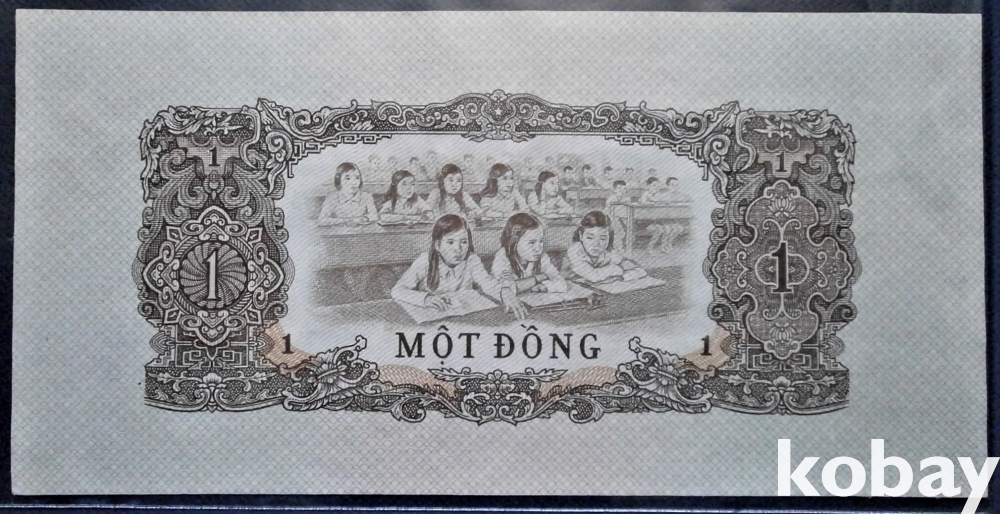 1 1
1 1
1 MỘT ĐỒNG 1
kobay